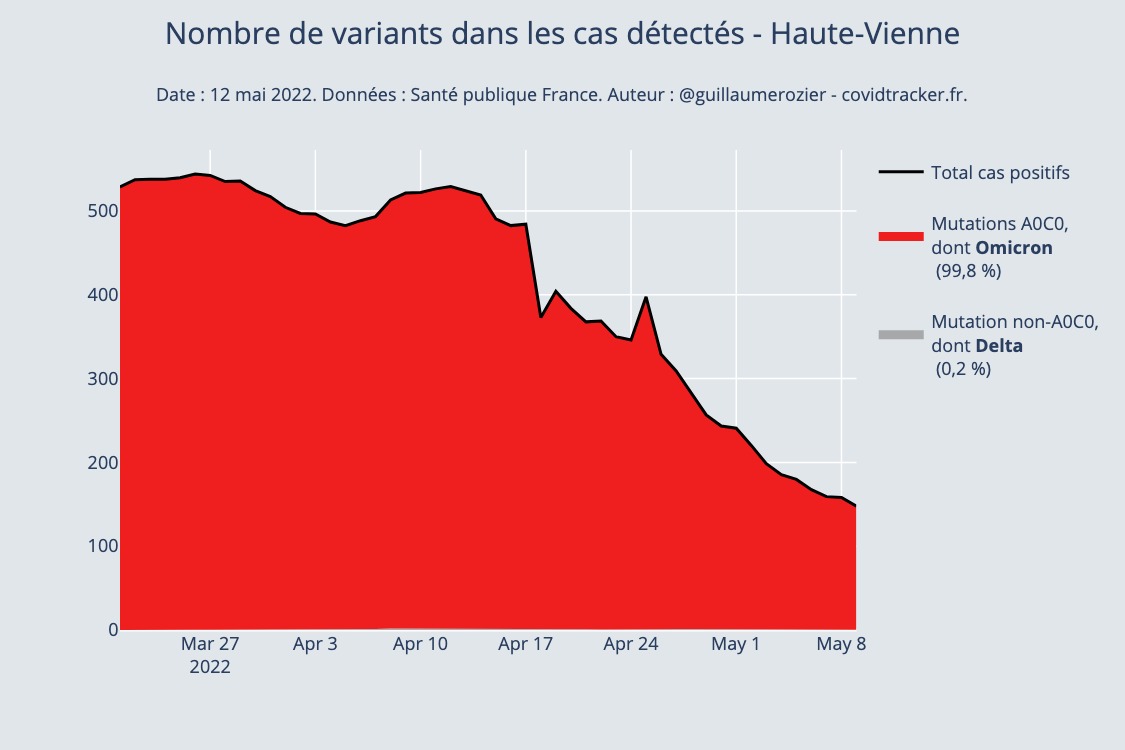 Nombre de variants dans les cas détectés - Haute-Vienne
Date : 12 mai 2022. Données : Santé publique France. Auteur : @guillaumerozier - covidtracker.fr.
Total cas positifs
Mutations A0C0,
dont Omicron
(99,8 %)
Mutation non-A0C0,
dont Delta
(0,2 %)
500
400
300
200
100
0
Mar 27
2022
Apr 3
Apr 10
Apr 17
Apr 24
May 1
May 8